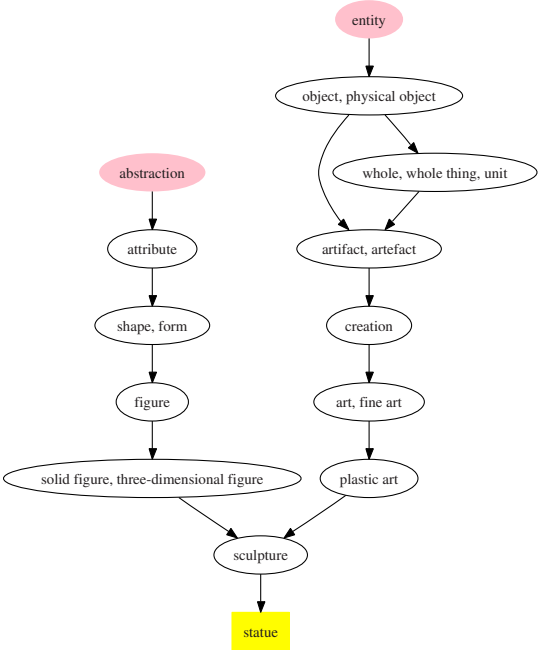 entity
object, physical object
abstraction
whole, whole thing, unit
attribute
artifact, artefact
shape, form
creation
figure
art, fine art
solid figure, three-dimensional figure
plastic art
sculpture
statue